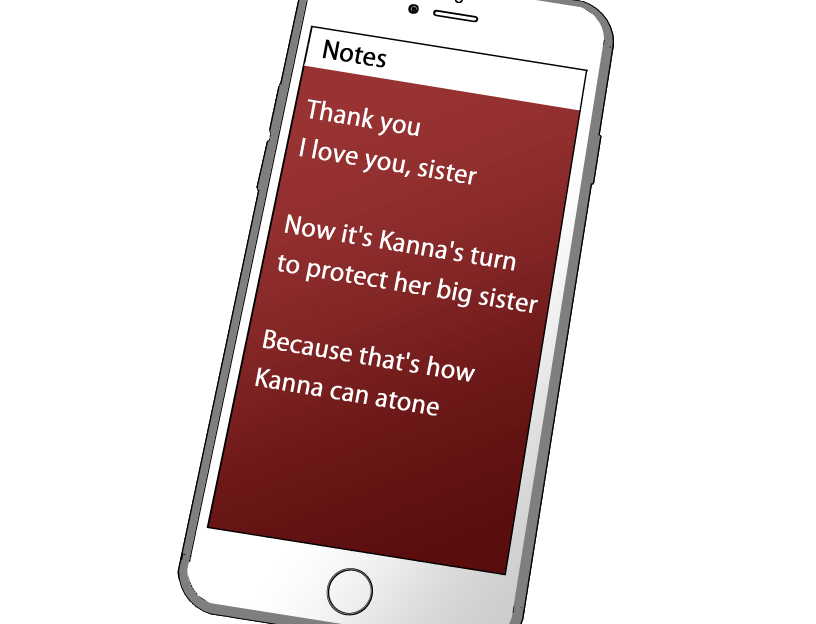 Notes
Thank you
I love you, sister
Now it's Kanna's turn
to protect her big sister
Because that's how
Kanna can atone